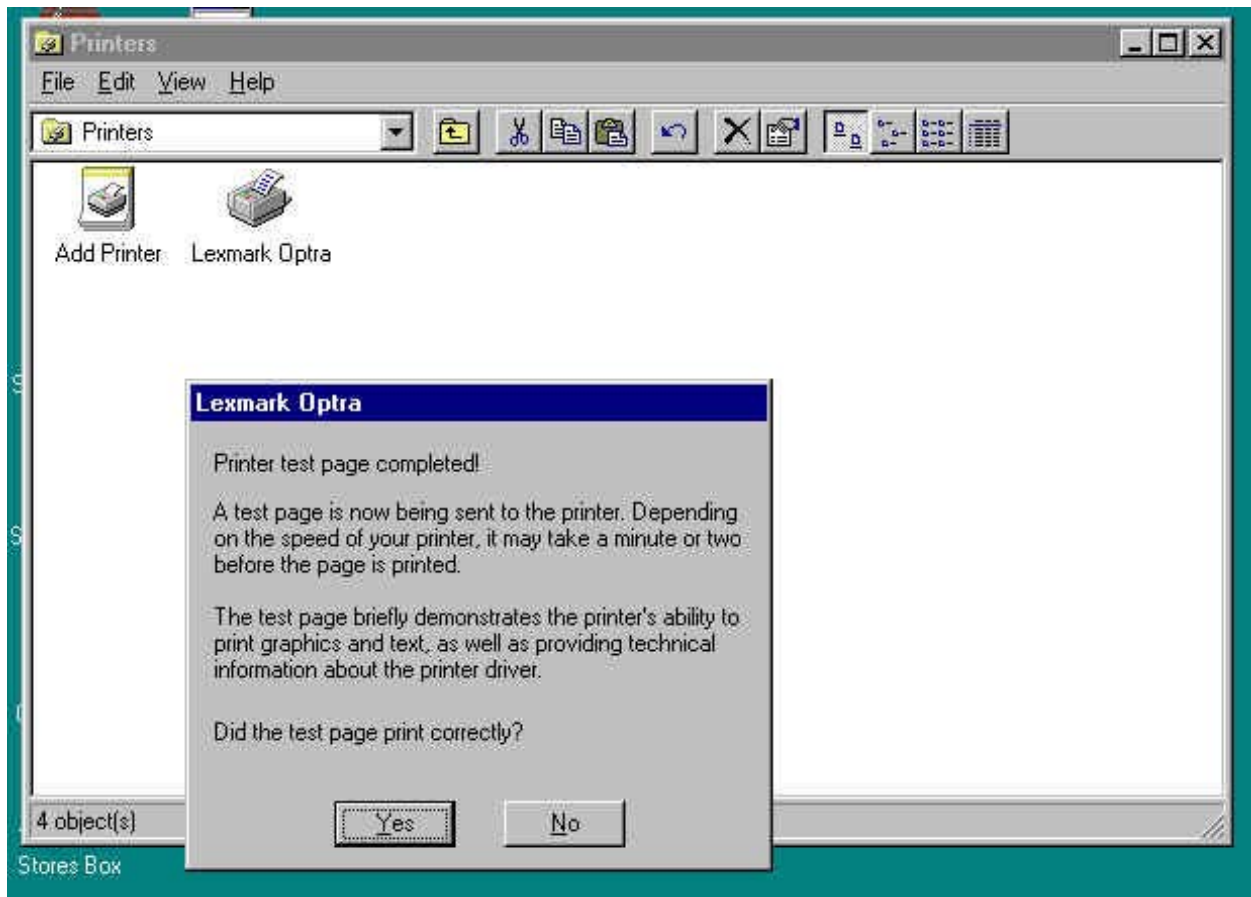 Printers
File Edit View Help
Printers
Add Printer Lexmark Optra
Lexmark Optra
Printer test page completed!
A test page is now being sent to the printer. Depending
on the speed of your printer, it may take a minute or two
before the page is printed.
The test page briefly demonstrates the printer's ability to
print graphics and text, as well as providing technical
information about the printer driver.
Did the test page print correctly?
Yes No
4 object(s)
Stores Box